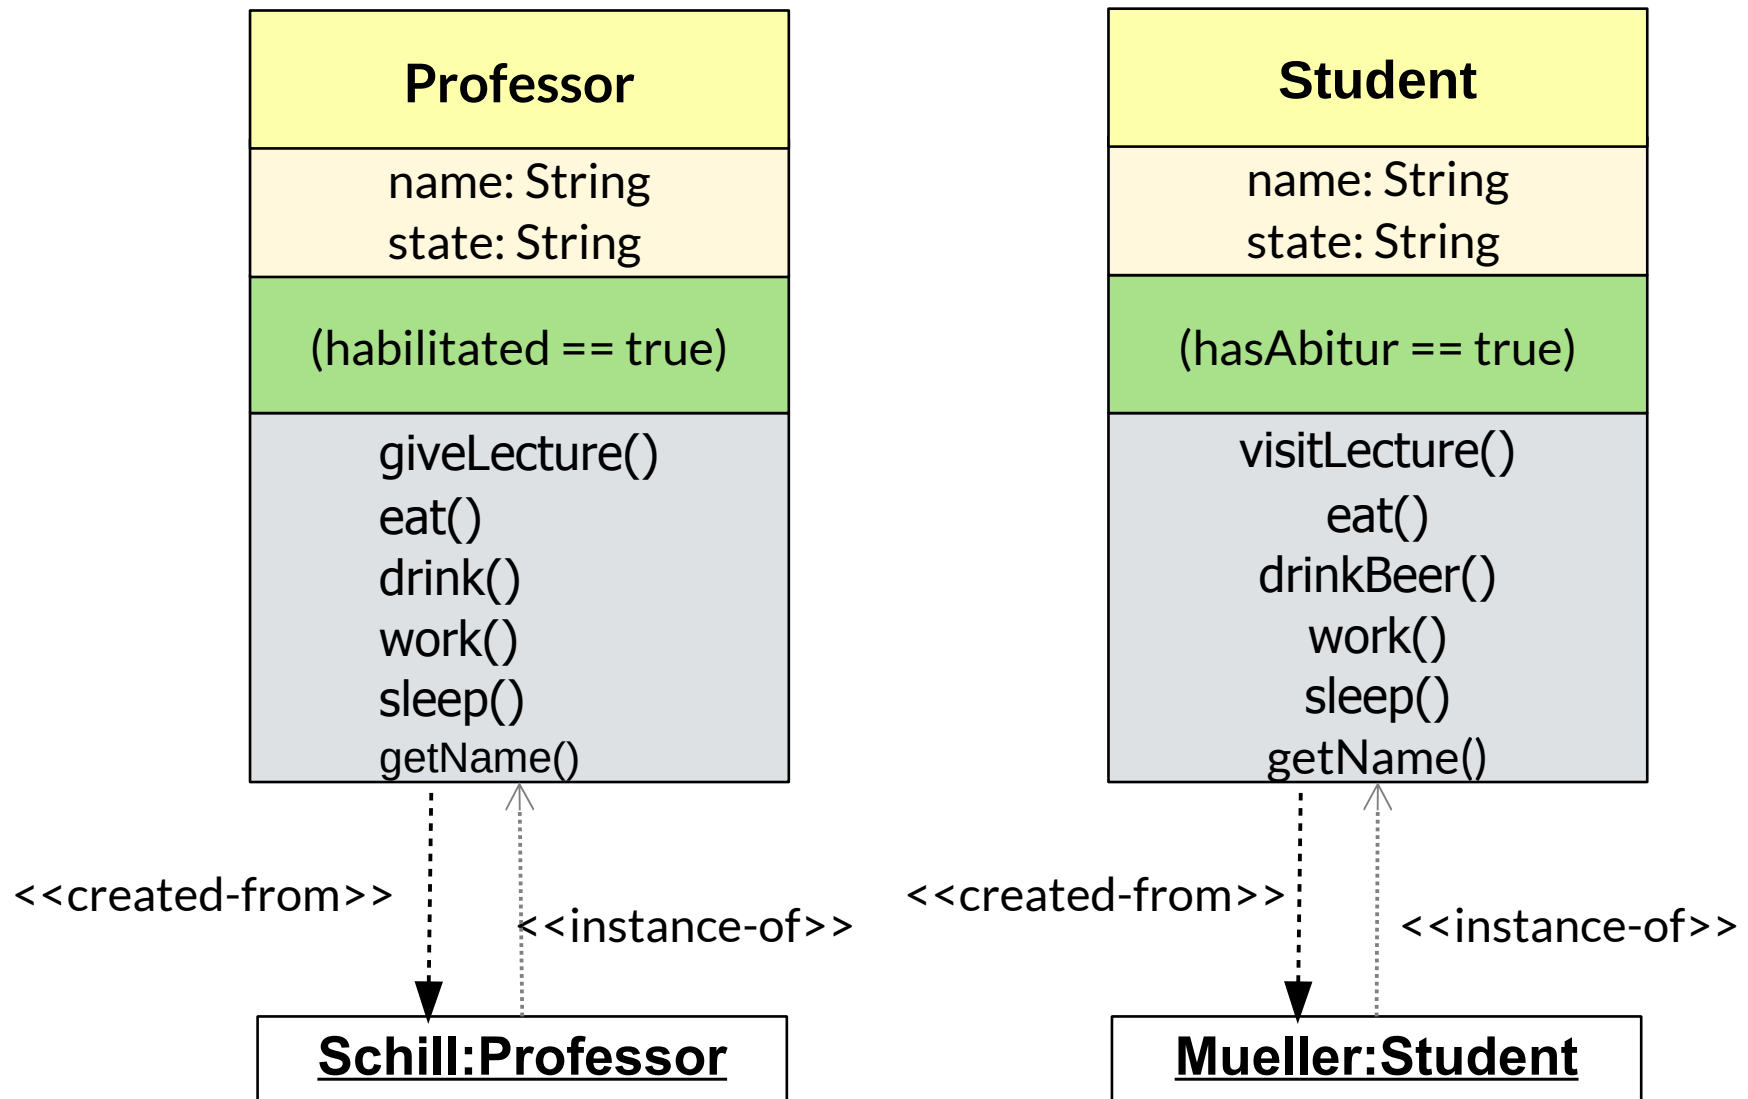 Professor
name: String
state: String
(habilitated == true)
giveLecture()
eat()
drink()
work()
sleep()
getName()
<<created-from>>
<<instance-of>>
Schill:Professor
Student
name: String
state: String
(hasAbitur == true)
visitLecture()
eat()
drinkBeer()
work()
sleep()
getName()
<<created-from>>
<<instance-of>>
Mueller:Student